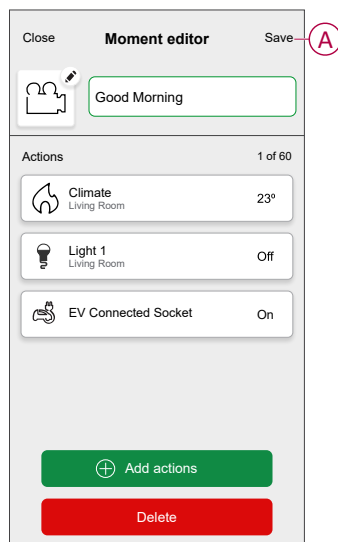 Close Moment editor Save A
Good Morning
Actions 1 of 60
Climate 23º
Living Room
Light 1 Off
Living Room
EV Connected Socket On
Add actions
Delete